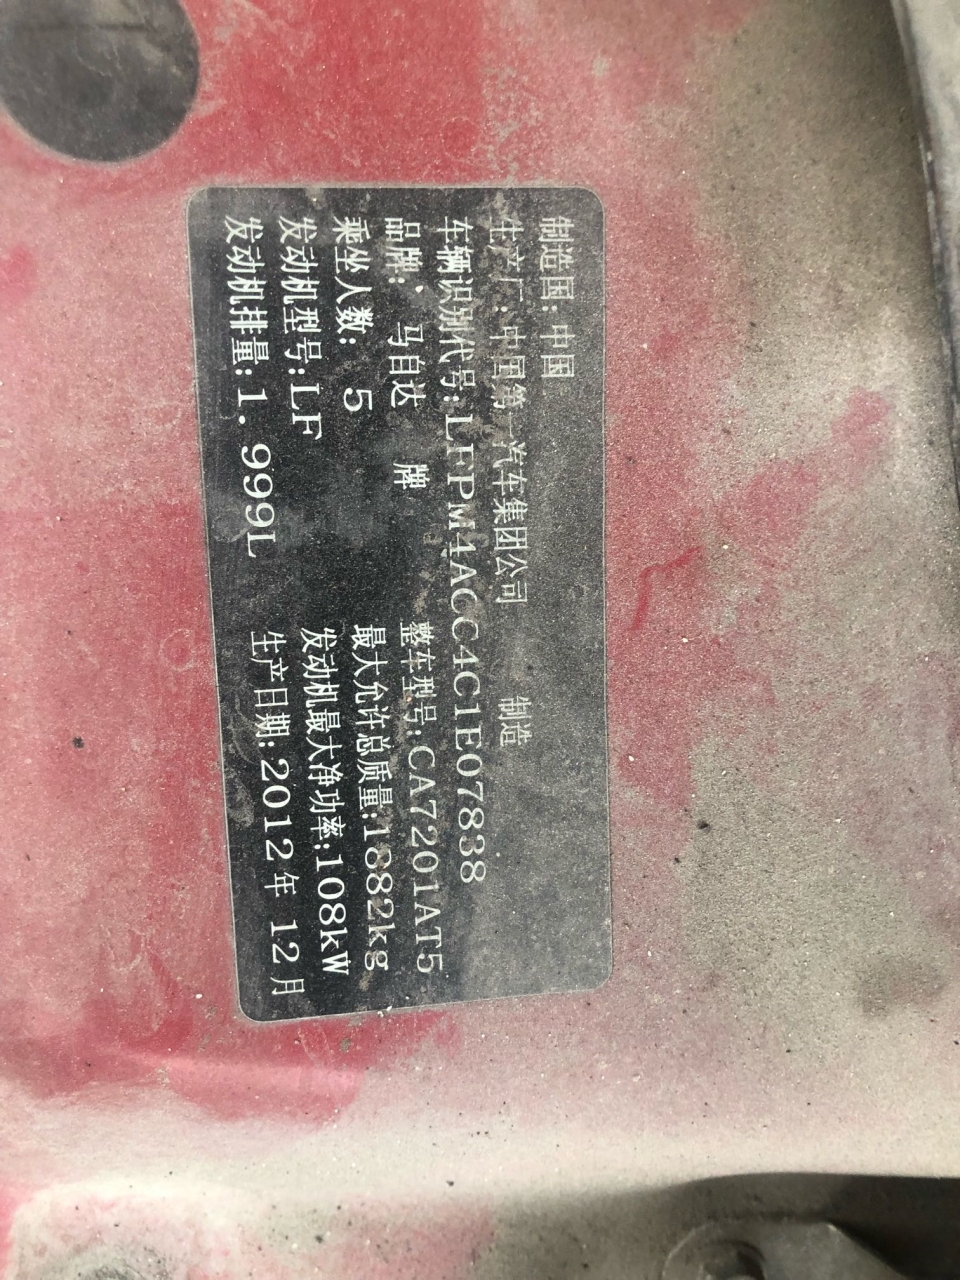 制造国: 中国
生产厂: 中国第一汽车集团公司 制造
车辆识别代号:LFPM4ACC4C1E07838
品牌: 马自达 牌 整车型号:CA7201AT5
乘坐人数: 5 最大允许总质量:1882kg
发动机型号:LF 发动机最大净功率:108kW
发动机排量:1.999L 生产日期:2012年12月